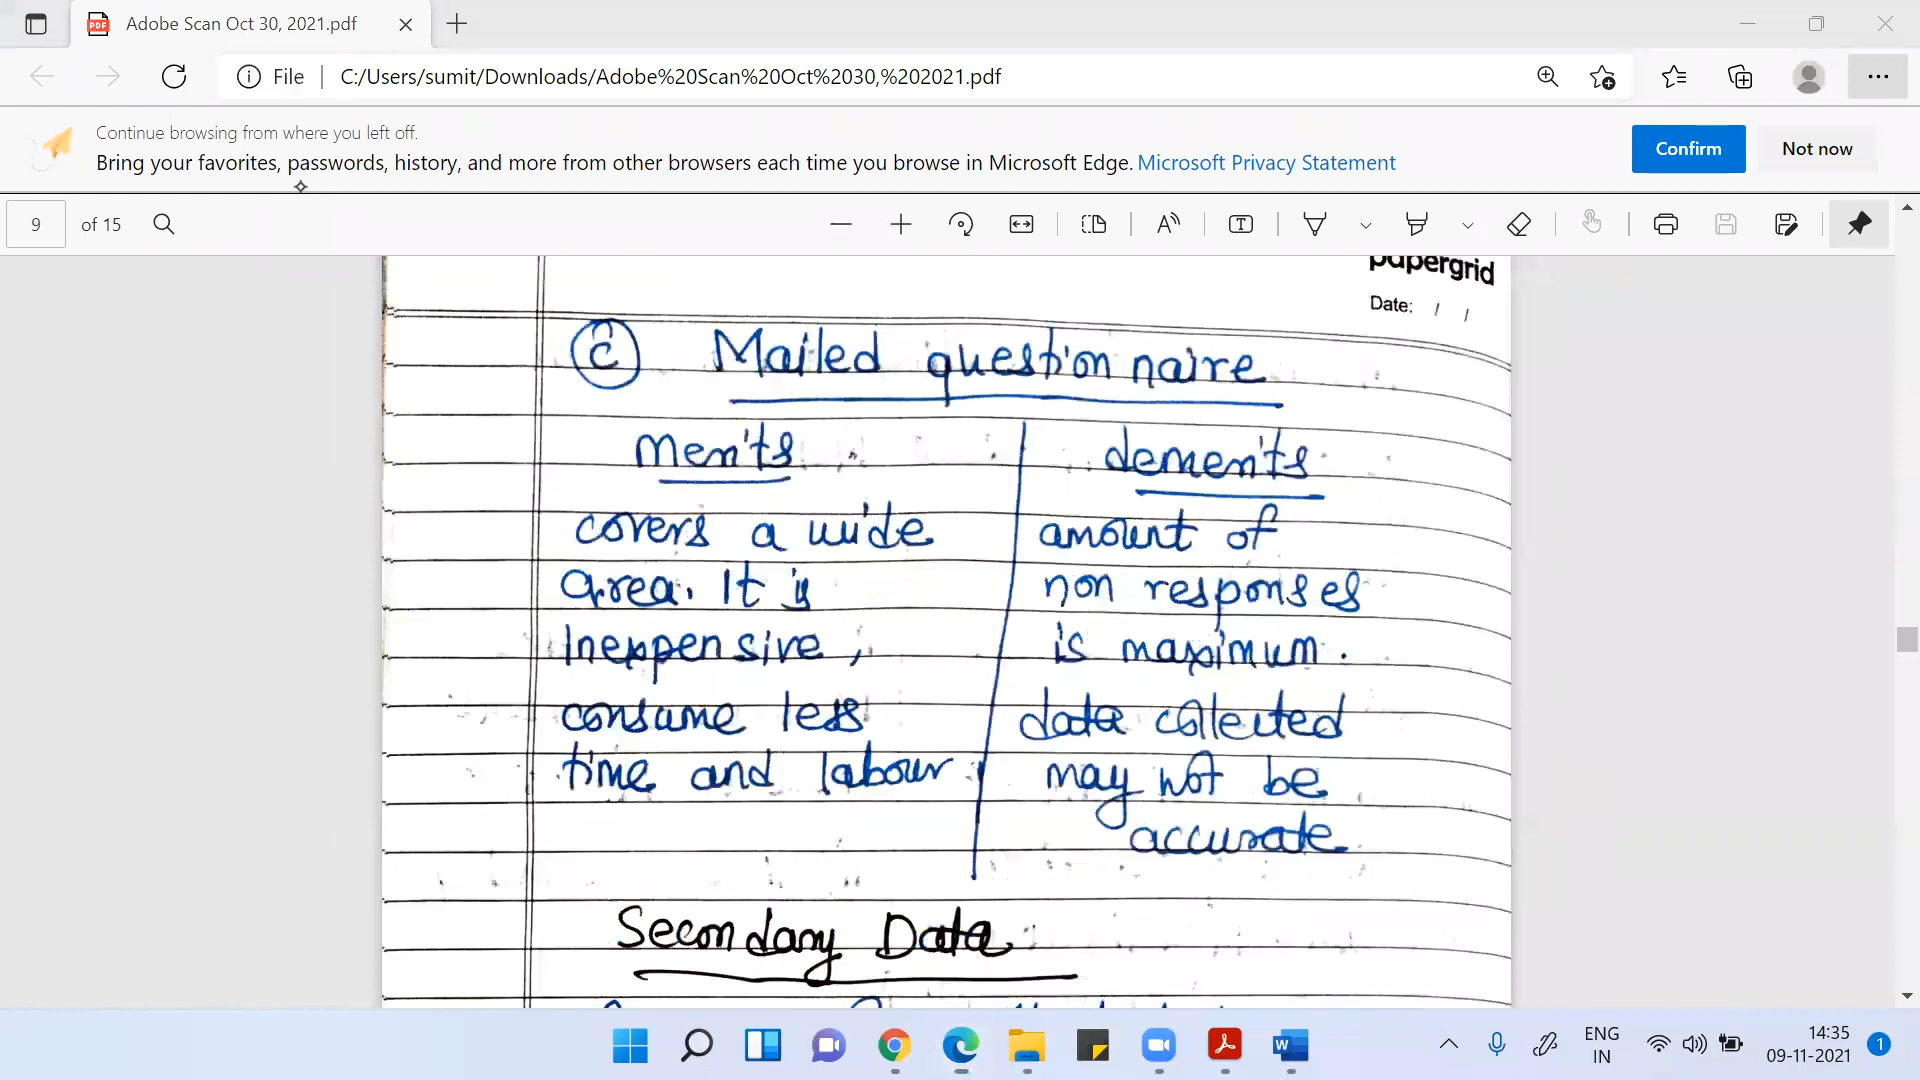 Adobe Scan Oct 30, 2021.pdf
File C:/Users/sumit/Downloads/Adobe%20Scan%20Oct%2030,%202021.pdf
Continue browsing from where you left off.
Bring your favorites, passwords, history, and more from other browsers each time you browse in Microsoft Edge. Microsoft Privacy Statement
Confirm
Not now
9 of 15
papergrid
Date: / /
C Mailed questionnaire
Merits
covers a wide
area. It is
Inexpensive,
consume less
time and labour
demerits
amount of
non responses
is maximum.
data collected
may not be
accurate
Secondary Data
ENG
IN
14:35
09-11-2021
1